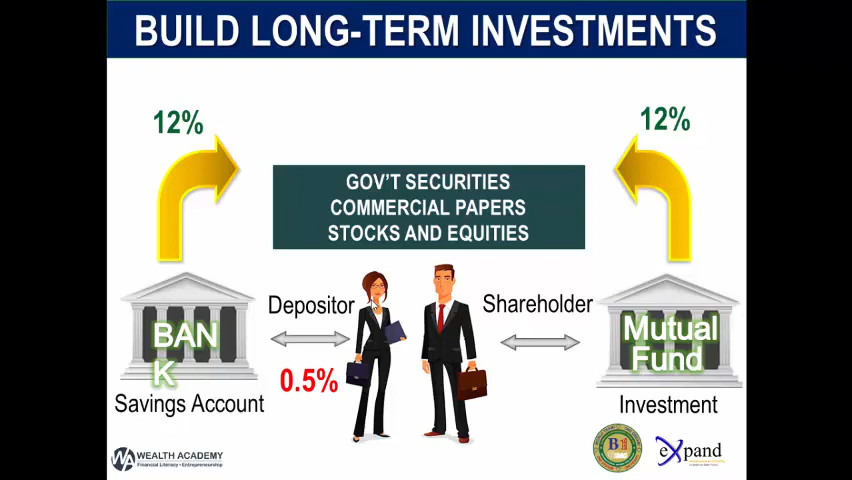 BUILD LONG-TERM INVESTMENTS
12%
12%
GOV'T SECURITIES
COMMERCIAL PAPERS
STOCKS AND EQUITIES
Depositor
Shareholder
BAN
K
Mutual
Fund
0.5%
Savings Account
Investment
WA WEALTH ACADEMY
Financial Literacy • Entrepreneurship
eXpand